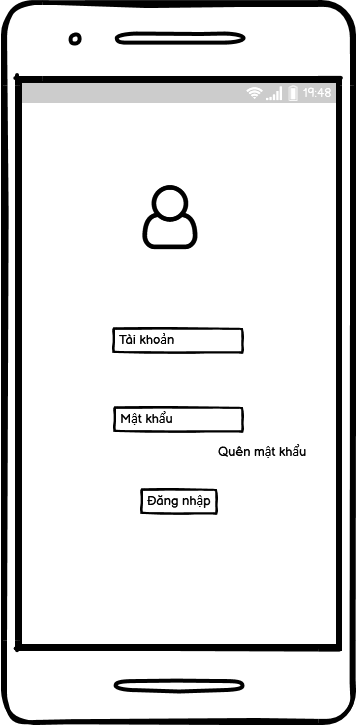 19:48
Tài khoản
Mật khẩu
Quên mật khẩu
Đăng nhập